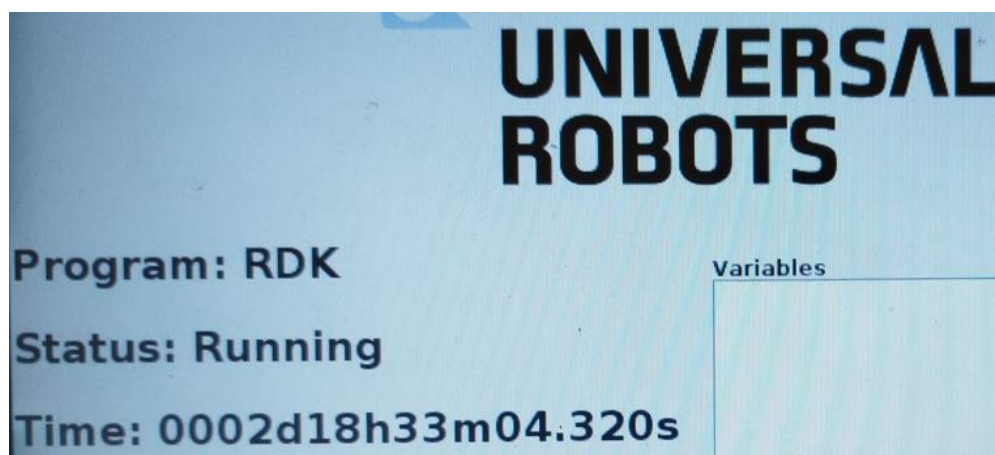 UNIVERSAL
ROBOTS
Program: RDK
Variables
Status: Running
Time: 0002d18h33m04.320s